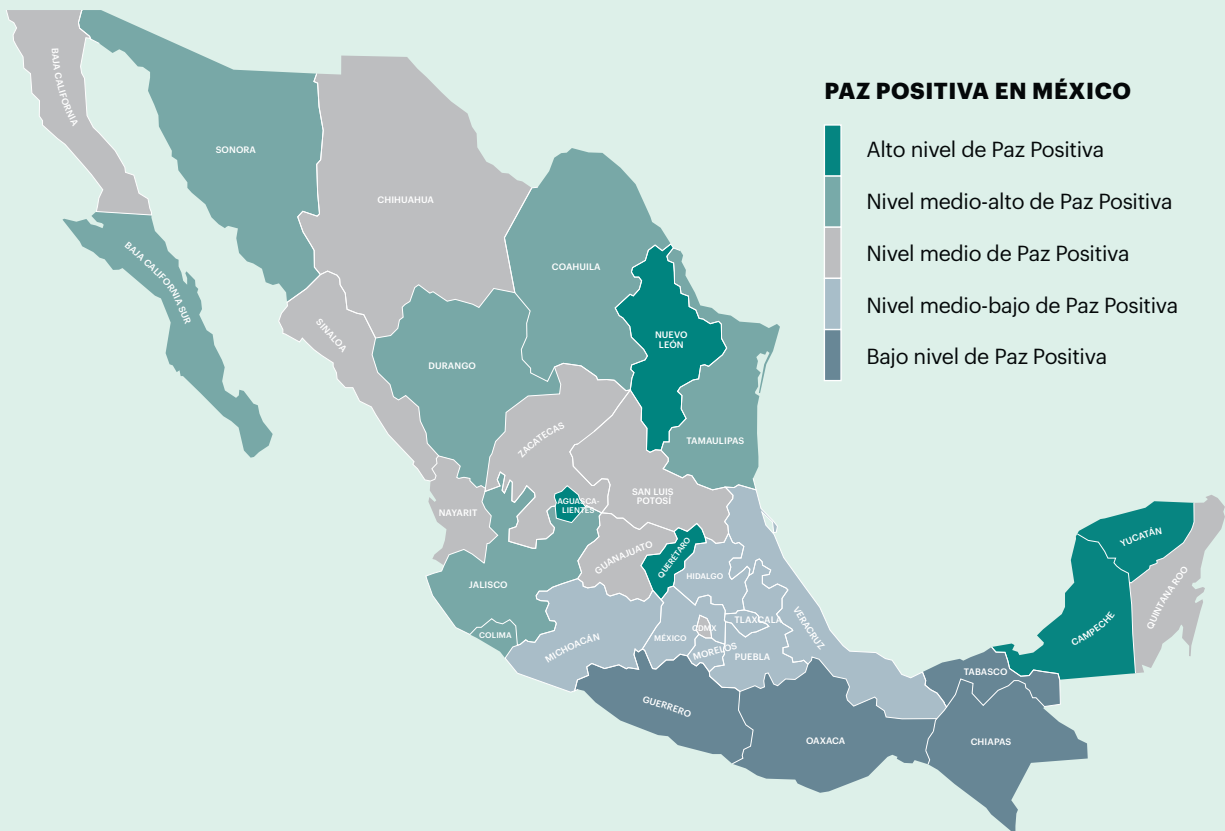 PAZ POSITIVA EN MÉXICO
Alto nivel de Paz Positiva
Nivel medio-alto de Paz Positiva
Nivel medio de Paz Positiva
Nivel medio-bajo de Paz Positiva
Bajo nivel de Paz Positiva
BAJA CALIFORNIA
SONORA
CHIHUAHUA
BAJA CALIFORNIA SUR
COAHUILA
SINALOA
NUEVO
LEÓN
DURANGO
ZACATECAS
TAMAULIPAS
SAN LUIS
POTOSÍ
AGUASCA-
LIENTES
NAYARIT
GUANAJUATO
QUERÉTARO
YUCATÁN
HIDALGO
JALISCO
QUINTANA ROO
CAMPECHE
COLIMA
MICHOACÁN
MÉXICO
CDMX
TLAXCALA
VERACRUZ
MORELOS
PUEBLA
TABASCO
GUERRERO
OAXACA
CHIAPAS